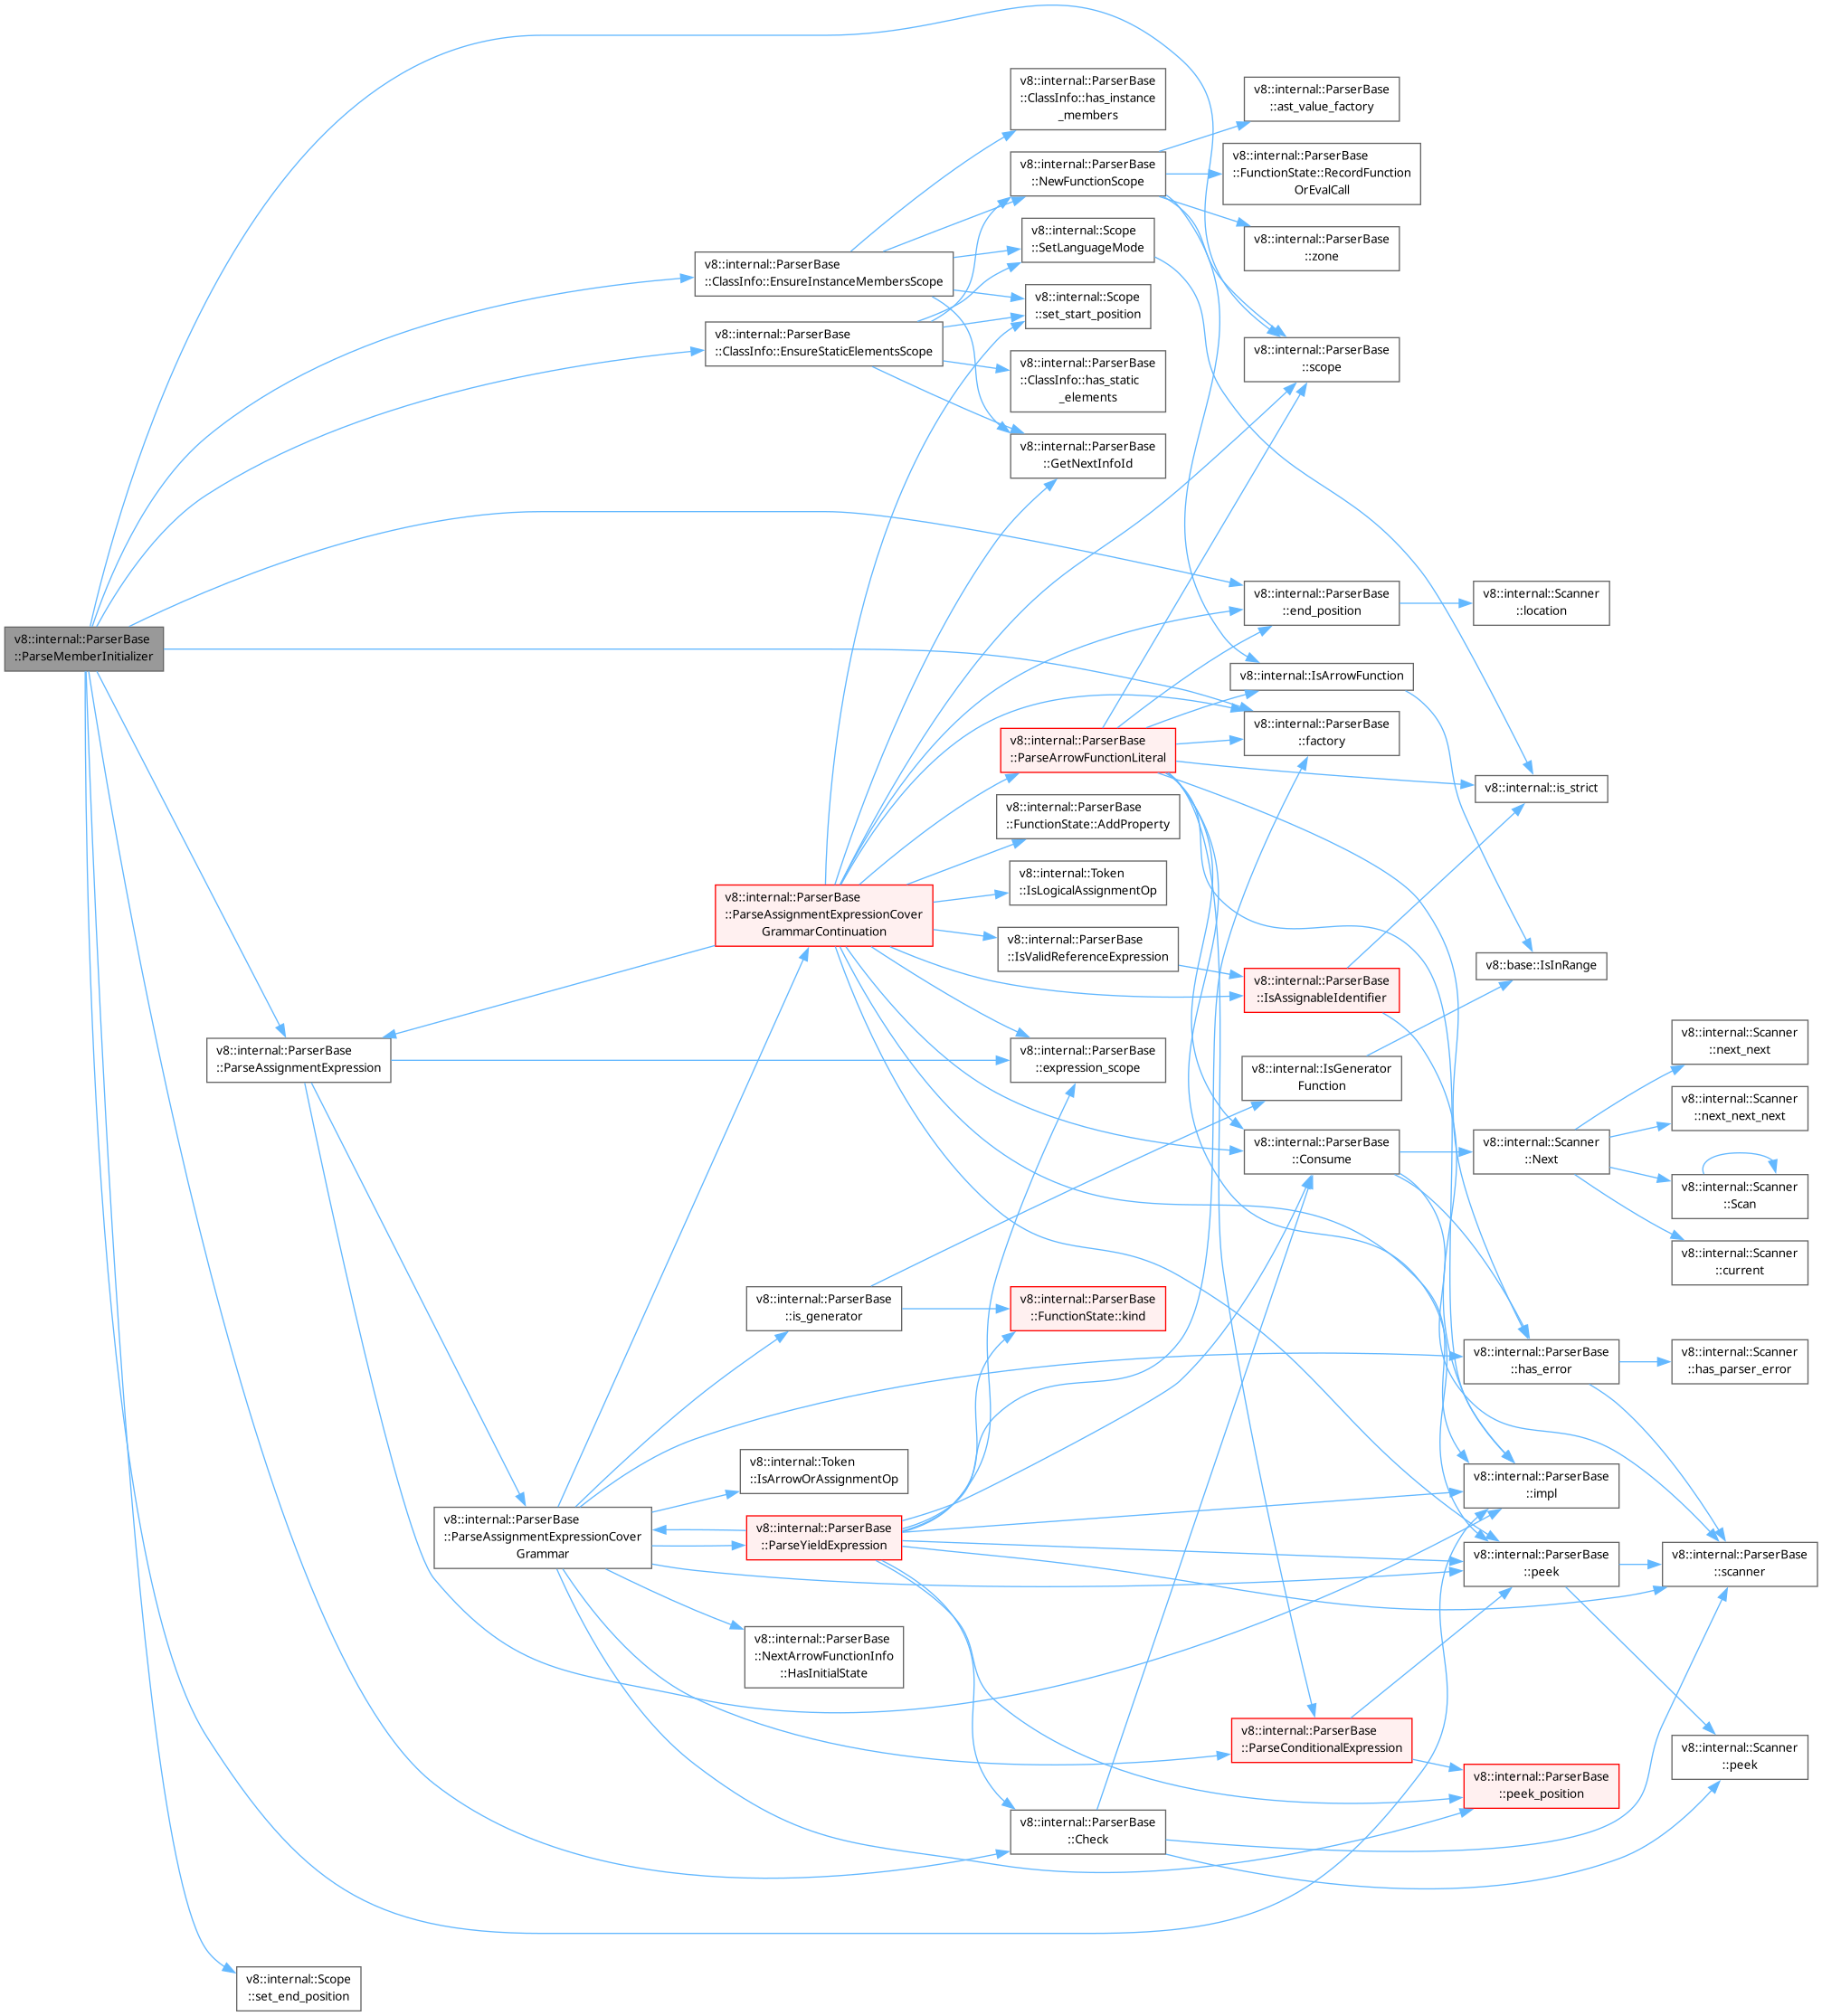 v8::internal::ParserBase
::ParseMemberInitializer
v8::internal::ParserBase
::ParseAssignmentExpression
v8::internal::Scope
::set_end_position
v8::internal::ParserBase
::ParseAssignmentExpressionCover
Grammar
v8::internal::ParserBase
::ClassInfo::EnsureInstanceMembersScope
v8::internal::ParserBase
::ClassInfo::EnsureStaticElementsScope
v8::internal::ParserBase
::ParseAssignmentExpressionCover
GrammarContinuation
v8::internal::ParserBase
::is_generator
v8::internal::Token
::IsArrowOrAssignmentOp
v8::internal::ParserBase
::ParseYieldExpression
v8::internal::ParserBase
::NextArrowFunctionInfo
::HasInitialState
v8::internal::ParserBase
::ClassInfo::has_instance
_members
v8::internal::ParserBase
::NewFunctionScope
v8::internal::Scope
::SetLanguageMode
v8::internal::Scope
::set_start_position
v8::internal::ParserBase
::ClassInfo::has_static
_elements
v8::internal::ParserBase
::GetNextInfoId
v8::internal::ParserBase
::ParseArrowFunctionLiteral
v8::internal::ParserBase
::FunctionState::AddProperty
v8::internal::Token
::IsLogicalAssignmentOp
v8::internal::ParserBase
::IsValidReferenceExpression
v8::internal::ParserBase
::expression_scope
v8::internal::ParserBase
::FunctionState::kind
v8::internal::ParserBase
::Check
v8::internal::ParserBase
::ast_value_factory
v8::internal::ParserBase
::FunctionState::RecordFunction
OrEvalCall
v8::internal::ParserBase
::zone
v8::internal::ParserBase
::scope
v8::internal::ParserBase
::end_position
v8::internal::IsArrowFunction
v8::internal::ParserBase
::factory
v8::internal::ParserBase
::IsAssignableIdentifier
v8::internal::IsGenerator
Function
v8::internal::ParserBase
::Consume
v8::internal::ParserBase
::ParseConditionalExpression
v8::internal::Scanner
::location
v8::internal::is_strict
v8::base::IsInRange
v8::internal::Scanner
::Next
v8::internal::ParserBase
::has_error
v8::internal::ParserBase
::impl
v8::internal::ParserBase
::peek
v8::internal::ParserBase
::peek_position
v8::internal::Scanner
::next_next
v8::internal::Scanner
::next_next_next
v8::internal::Scanner
::Scan
v8::internal::Scanner
::current
v8::internal::Scanner
::has_parser_error
v8::internal::ParserBase
::scanner
v8::internal::Scanner
::peek